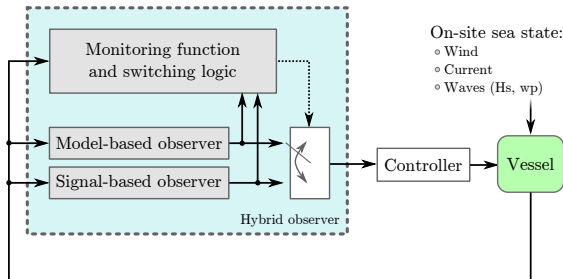 On-site sea state:
Wind
Current
Waves (Hs, wp)
Monitoring function
and switching logic
Model-based observer
Signal-based observer
Hybrid observer
Controller
Vessel